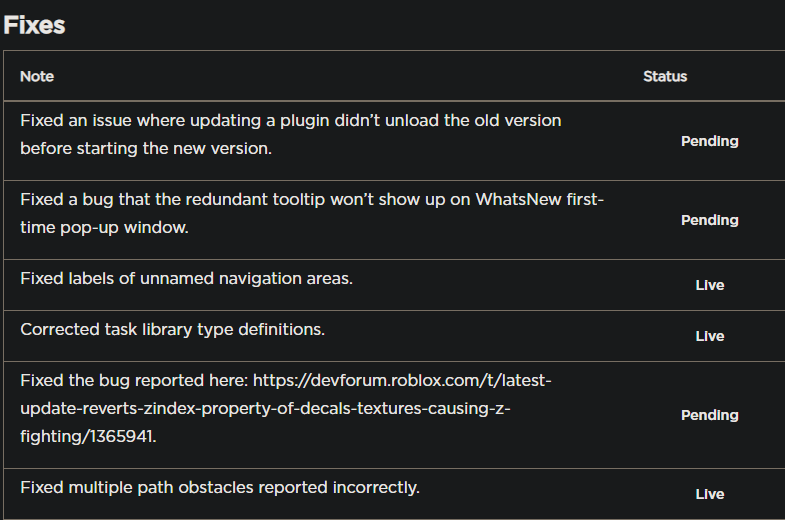 Fixes
Note Status
Fixed an issue where updating a plugin didn’t unload the old version
before starting the new version.
Pending
Fixed a bug that the redundant tooltip won’t show up on WhatsNew first-
time pop-up window.
Pending
Fixed labels of unnamed navigation areas.
Live
Corrected task library type definitions.
Live
Fixed the bug reported here: https://devforum.roblox.com/t/latest-
update-reverts-zindex-property-of-decals-textures-causing-z-
fighting/1365941.
Pending
Fixed multiple path obstacles reported incorrectly.
Live